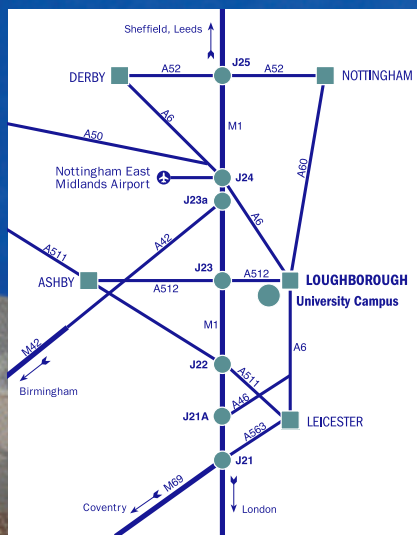 Sheffield, Leeds
J25
A52
A52
DERBY
NOTTINGHAM
A6
M1
A50
A60
Nottingham East
Midlands Airport
J24
J23a
A6
A42
A511
J23
ASHBY
A512
A512
LOUGHBOROUGH
University Campus
M1
A6
M42
J22
A511
Birmingham
A46
J21A
LEICESTER
A563
J21
M69
Coventry
London